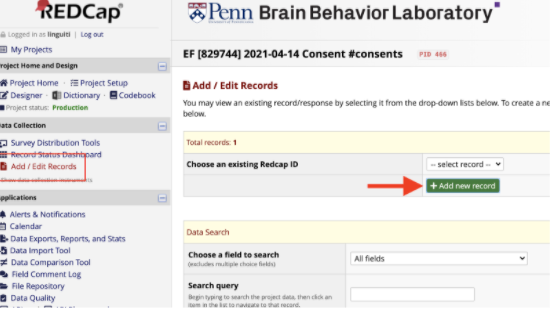 REDCap®
Logged in as linguiti | Log out
My Projects
Project Home and Design
Project Home · Project Setup
Designer · Dictionary · Codebook
Project status: Production
Data Collection
Survey Distribution Tools
Record Status Dashboard
Add / Edit Records
Show data collection instruments
Applications
Alerts & Notifications
Calendar
Data Exports, Reports, and Stats
Data Import Tool
Data Comparison Tool
Field Comment Log
File Repository
Data Quality
Penn Brain Behavior Laboratory
EF [829744] 2021-04-14 Consent #consents PID 466
Add / Edit Records
You may view an existing record/response by selecting it from the drop-down lists below. To create a ne
below.
Total records: 1
Choose an existing Redcap ID
-- select record --
+ Add new record
Data Search
Choose a field to search
(excludes multiple choice fields)
All fields
Search query
Begin typing to search the project data, then click an
item in the list to navigate to that record.